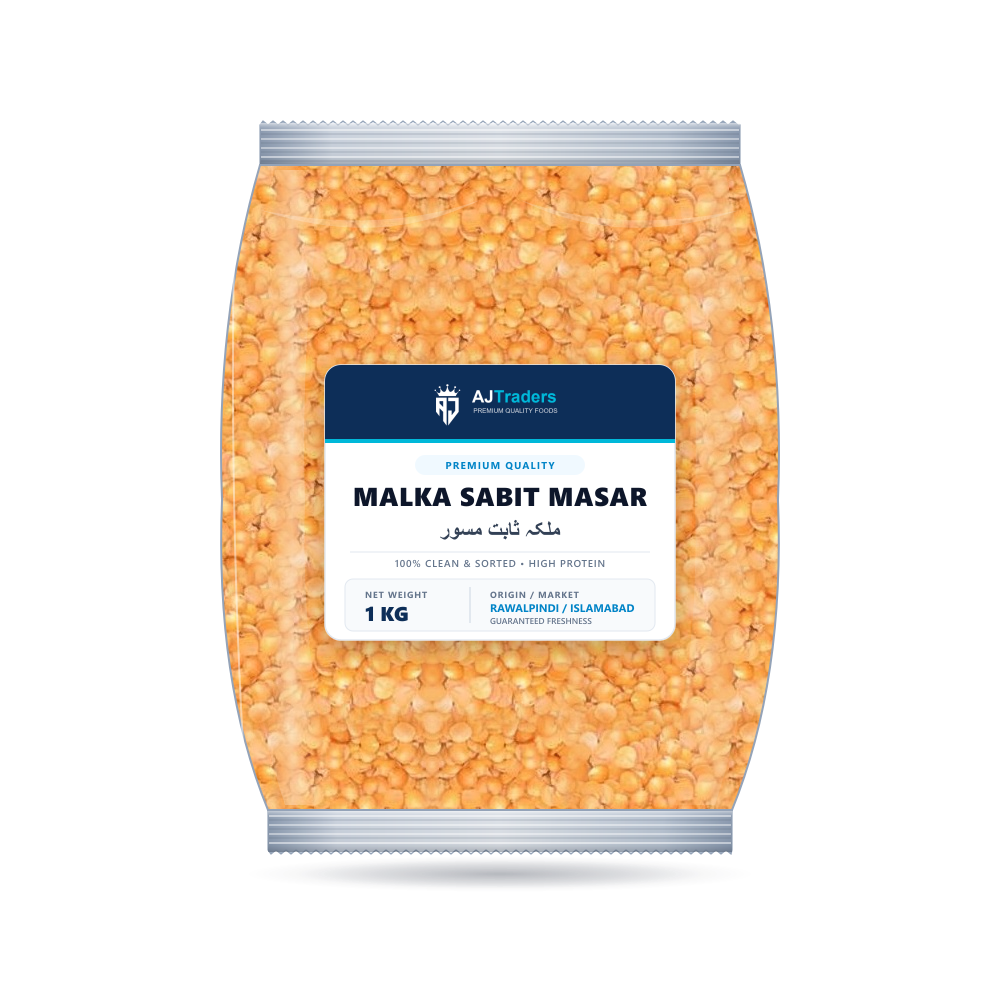 AJ
AJTraders
PREMIUM QUALITY FOODS
PREMIUM QUALITY
MALKA SABIT MASAR
ملکہ ثابت مسور
100% CLEAN & SORTED • HIGH PROTEIN
NET WEIGHT
1 KG
ORIGIN / MARKET
RAWALPINDI / ISLAMABAD
GUARANTEED FRESHNESS